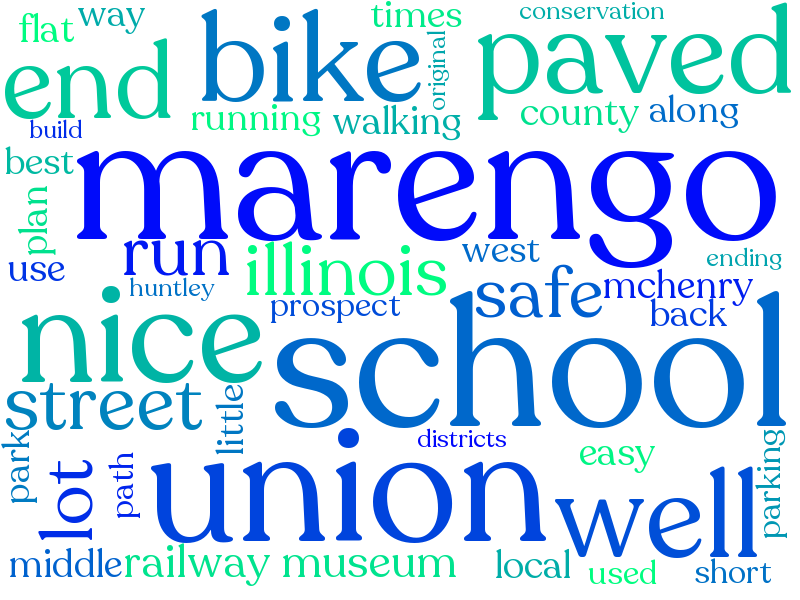 way
times
conservation
flat
end
bike
original
paved
running
walking
county
along
build
best
marengo
plan
use
run
illinois
west
ending
huntley
prospect
safe
mchenry
back
nice
school
street
little
park
districts
easy
lot
path
union
well
parking
middle
railway museum
local
used
short